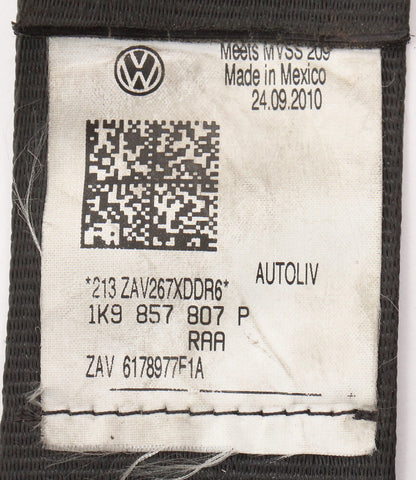 Meets MVSS 209
Made in Mexico
24.09.2010
*213 ZAV267XDDR6*
AUTOLIV
1K9 857 807 P
RAA
ZAV 6178977F1A